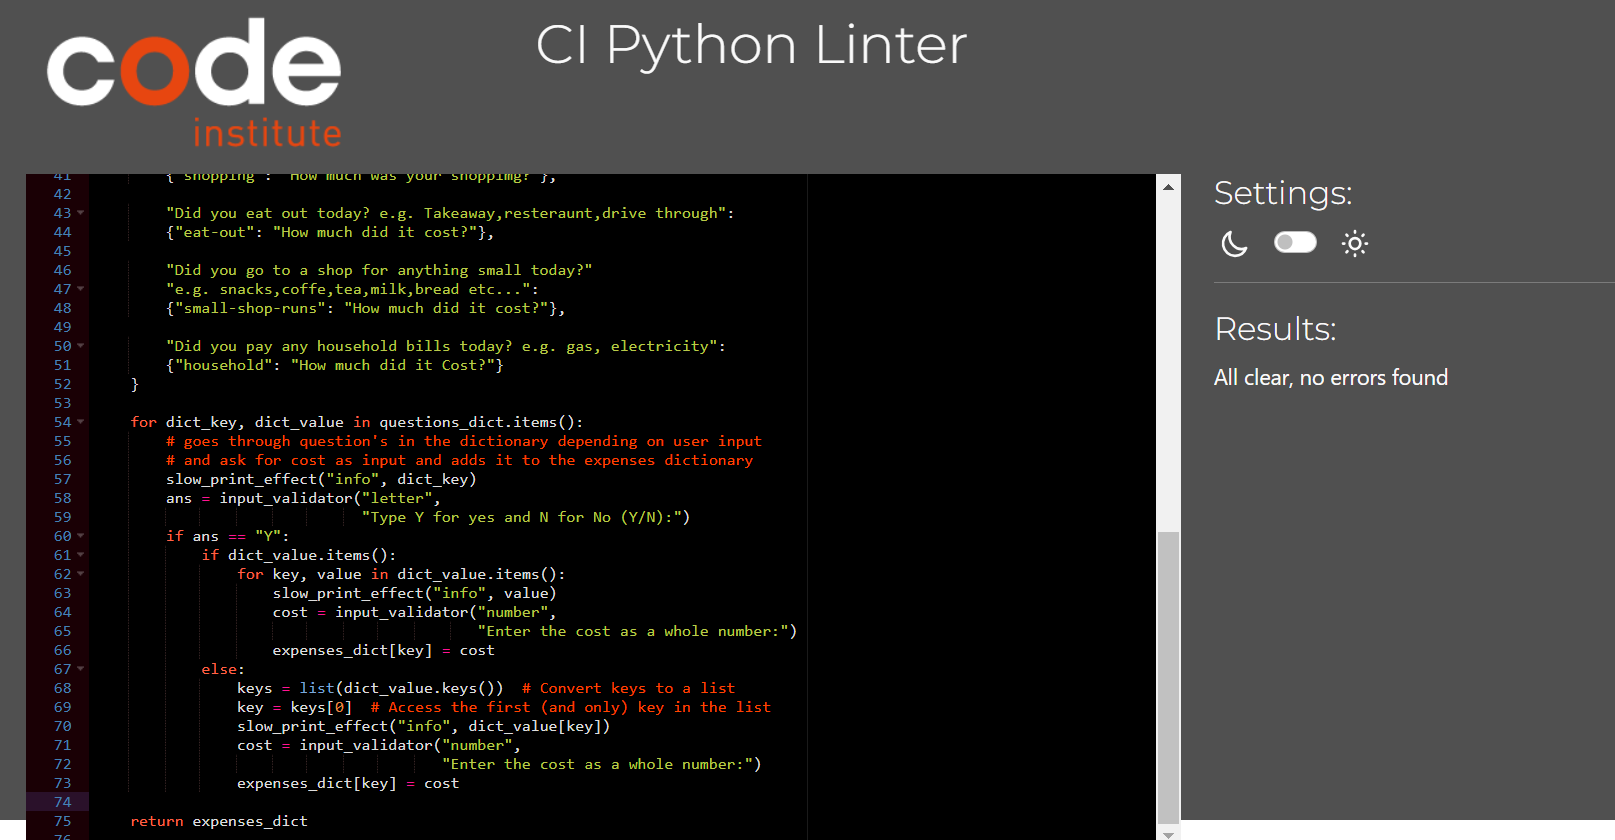 code
institute
CI Python Linter
41 { "shopping": "How much was your shoppimg?"},
42
43 "Did you eat out today? e.g. Takeaway,resteraunt,drive through":
44 {"eat-out": "How much did it cost?"},
45
46 "Did you go to a shop for anything small today?"
47 "e.g. snacks,coffe,tea,milk,bread etc...":
48 {"small-shop-runs": "How much did it cost?"},
49
50 "Did you pay any household bills today? e.g. gas, electricity":
51 {"household": "How much did it Cost?"}
52 }
53
54 for dict_key, dict_value in questions_dict.items():
55 # goes through question's in the dictionary depending on user input
56 # and ask for cost as input and adds it to the expenses dictionary
57 slow_print_effect("info", dict_key)
58 ans = input_validator("letter",
59 "Type Y for yes and N for No (Y/N):")
60 if ans == "Y":
61 if dict_value.items():
62 for key, value in dict_value.items():
63 slow_print_effect("info", value)
64 cost = input_validator("number",
65 "Enter the cost as a whole number:")
66 expenses_dict[key] = cost
67 else:
68 keys = list(dict_value.keys())  # Convert keys to a list
69 key = keys[0]  # Access the first (and only) key in the list
70 slow_print_effect("info", dict_value[key])
71 cost = input_validator("number",
72 "Enter the cost as a whole number:")
73 expenses_dict[key] = cost
74
75 return expenses_dict
76
Settings:
Results:
All clear, no errors found